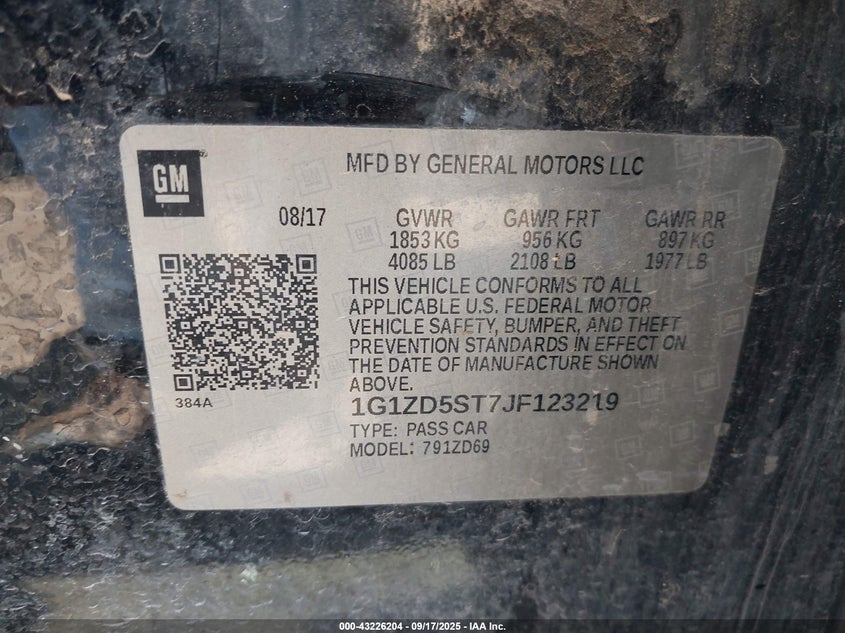 GM
MFD BY GENERAL MOTORS LLC
08/17 GVWR GAWR FRT GAWR RR
1853 KG 956 KG 897 KG
4085 LB 2108 LB 1977 LB
THIS VEHICLE CONFORMS TO ALL
APPLICABLE U.S. FEDERAL MOTOR
VEHICLE SAFETY, BUMPER, AND THEFT
PREVENTION STANDARDS IN EFFECT ON
THE DATE OF MANUFACTURE SHOWN
ABOVE.
384A
1G1ZD5ST7JF123219
TYPE: PASS CAR
MODEL: 791ZD69
000-43226204 - 09/17/2025 - IAA Inc.